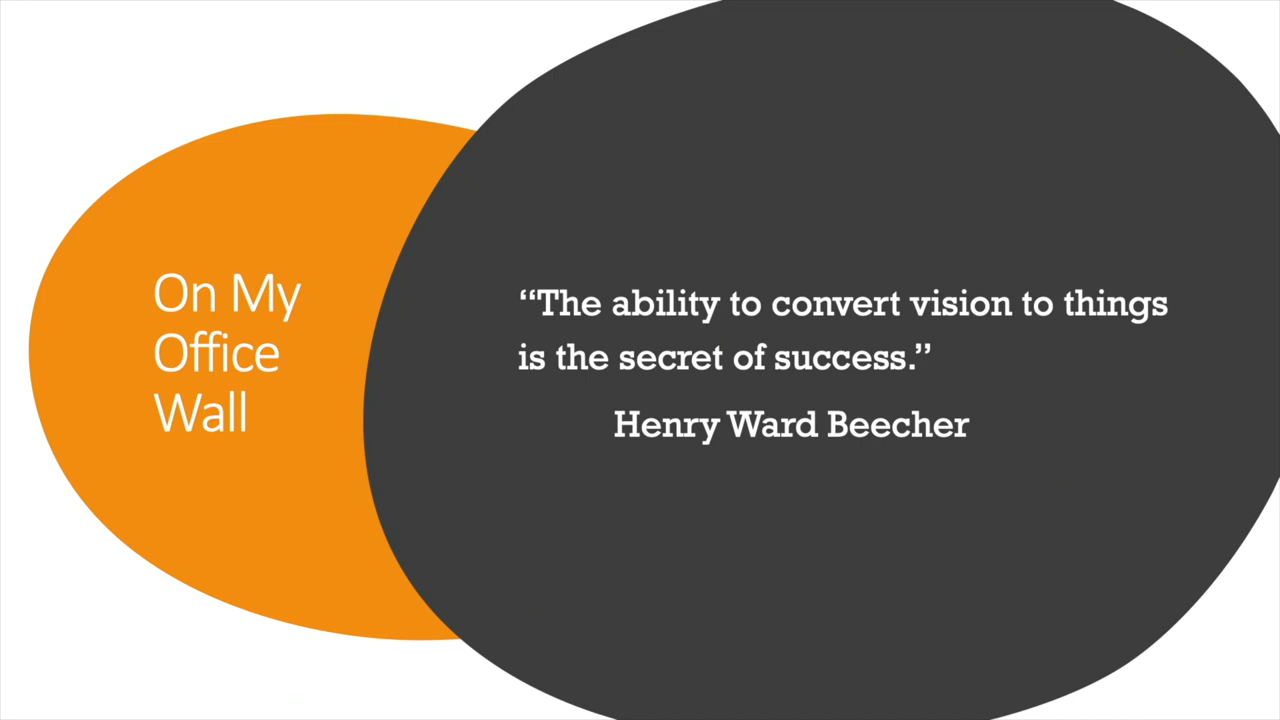 On My
Office
Wall
“The ability to convert vision to things
is the secret of success.”
Henry Ward Beecher